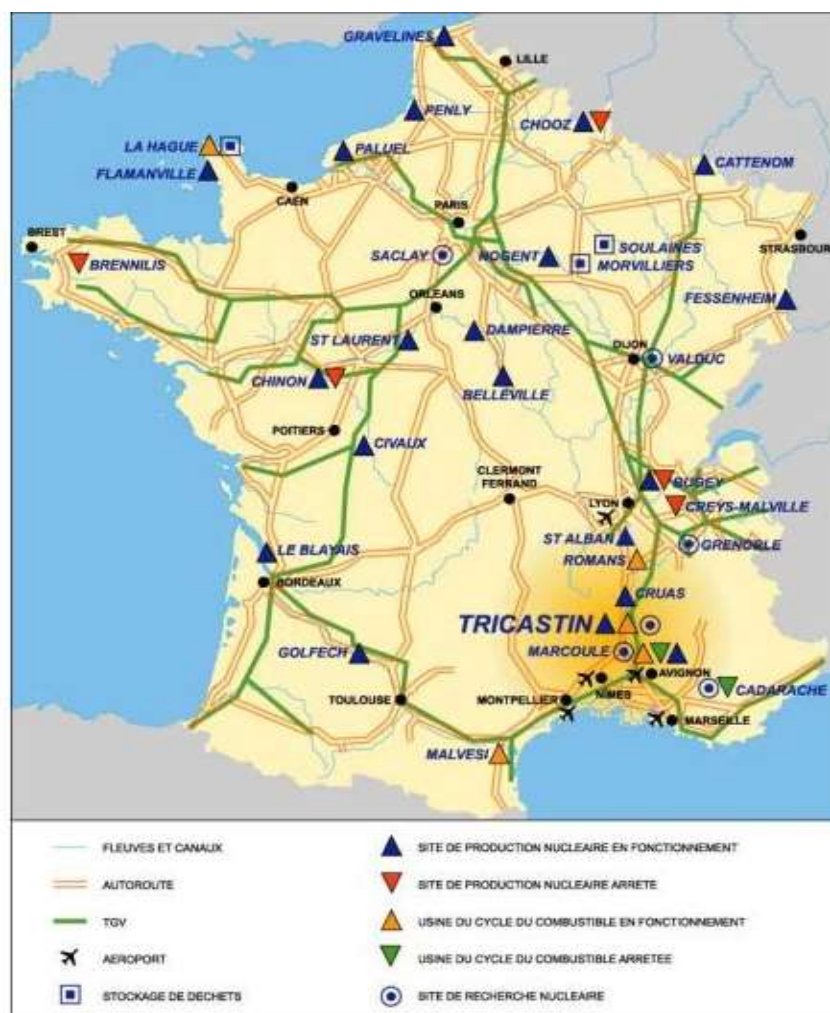 GRAVELINES
LILLE
PENLY
CHOOZ
LA HAGUE
PALUEL
CATTENOM
FLAMANVILLE
CAEN
PARIS
BREST
STRASBOURG
BRENNILIS
SACLAY
NOGENT
SOULAINES
MORVILLIERS
ORLEANS
FESSENHEIM
ST LAURENT
DAMPIERRE
DIJON
VALDUC
CHINON
BELLEVILLE
POITIERS
CIVAUX
CLERMONT
FERRAND
BUGEY
LYON
CREYS-MALVILLE
ST ALBAN
GRENOBLE
LE BLAYAIS
ROMANS
BORDEAUX
CRUAS
TRICASTIN
GOLFECH
MARCOULE
AVIGNON
TOULOUSE
MONTPELLIER
NIMES
CADARACHE
MARSEILLE
MALVESI
FLEUVES ET CANAUX
SITE DE PRODUCTION NUCLEAIRE EN FONCTIONNEMENT
AUTOROUTE
SITE DE PRODUCTION NUCLEAIRE ARRETE
TGV
USINE DU CYCLE DU COMBUSTIBLE EN FONCTIONNEMENT
AEROPORT
USINE DU CYCLE DU COMBUSTIBLE ARRETEE
STOCKAGE DE DECHETS
SITE DE RECHERCHE NUCLEAIRE